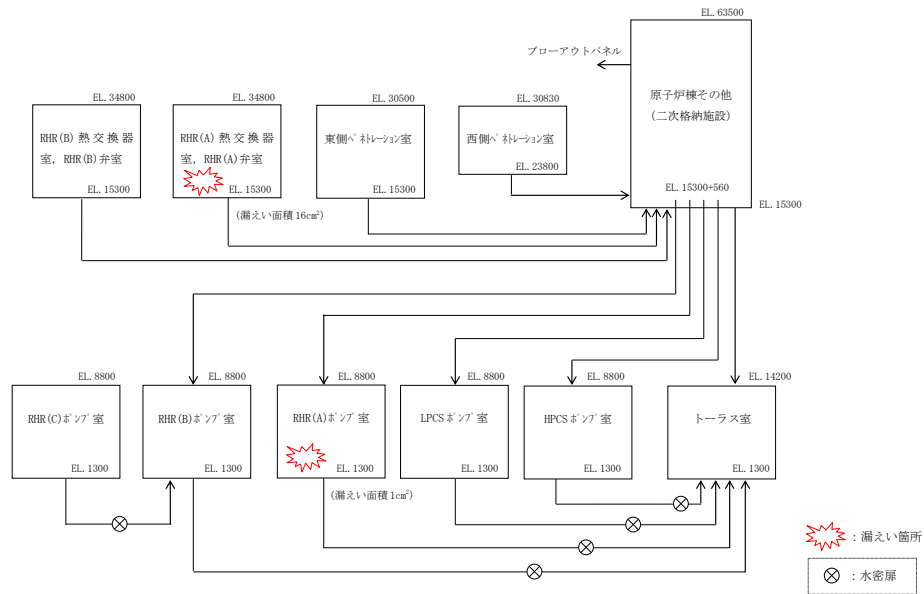 EL. 63500
ブローアウトパネル
原子炉棟その他
(二次格納施設)
EL. 15300+560
EL. 15300
EL. 34800
RHR(B)熱交換器
室，RHR(B)弁室
EL. 15300
EL. 34800
RHR(A)熱交換器
室，RHR(A)弁室
EL. 15300
(漏えい面積 16cm²)
EL. 30500
東側ペネトレーション室
EL. 15300
EL. 30830
西側ペネトレーション室
EL. 23800
EL. 8800
RHR(C)ポンプ室
EL. 1300
EL. 8800
RHR(B)ポンプ室
EL. 1300
EL. 8800
RHR(A)ポンプ室
EL. 1300
(漏えい面積 1cm²)
EL. 8800
LPCSポンプ室
EL. 1300
EL. 8800
HPCSポンプ室
EL. 1300
EL. 14200
トーラス室
EL. 1300
：漏えい箇所
：水密扉